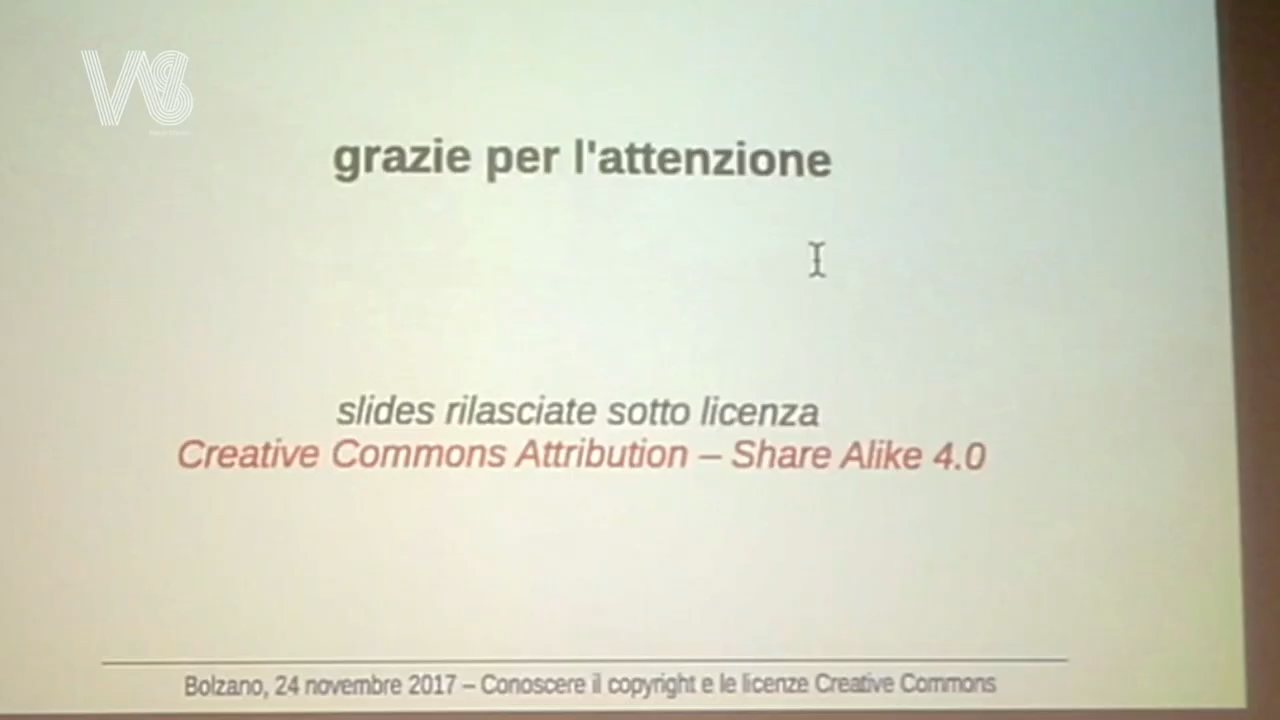 WS
grazie per l'attenzione
slides rilasciate sotto licenza
Creative Commons Attribution – Share Alike 4.0
Bolzano, 24 novembre 2017 – Conoscere il copyright e le licenze Creative Commons